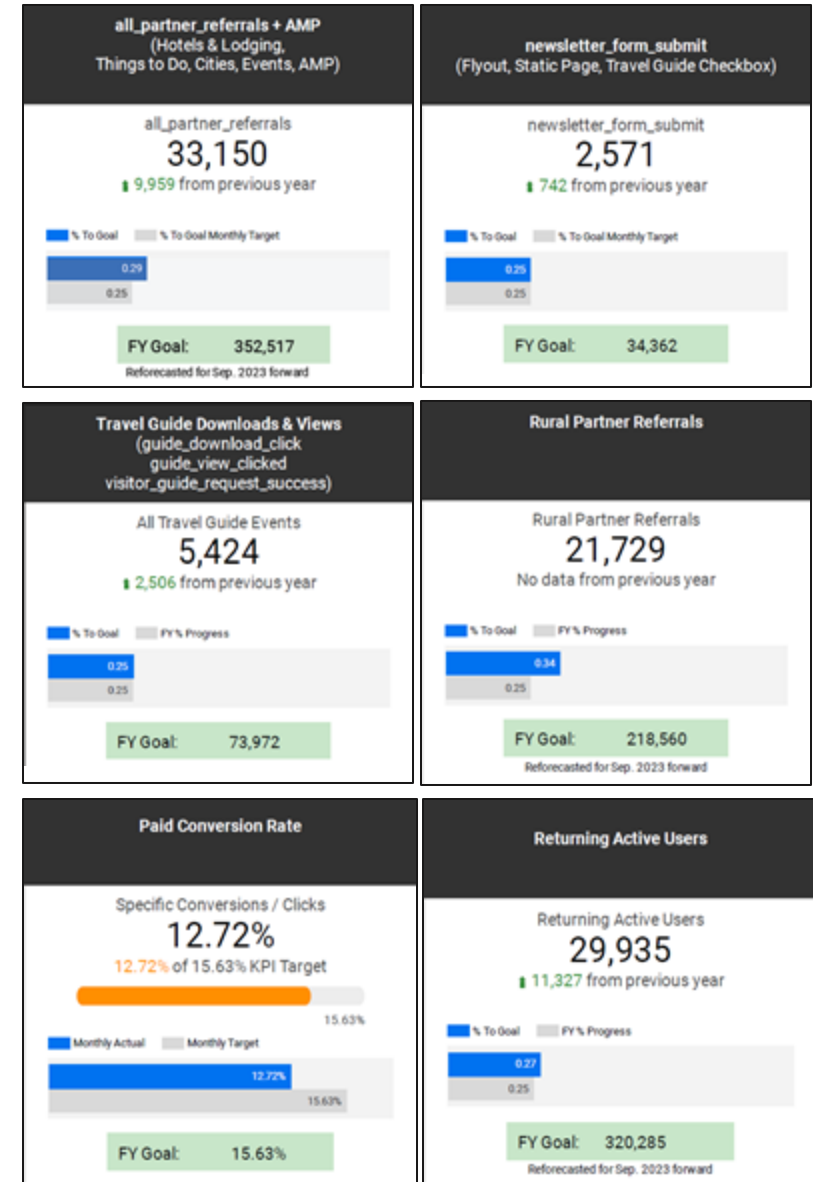 all_partner_referrals + AMP
(Hotels & Lodging,
Things to Do, Cities, Events, AMP)
all_partner_referrals
33,150
9,959 from previous year
% To Goal % To Goal Monthly Target
0.29
0.25
FY Goal: 352,517
Reforecasted for Sep. 2023 forward
newsletter_form_submit
(Flyout, Static Page, Travel Guide Checkbox)
newsletter_form_submit
2,571
742 from previous year
% To Goal % To Goal Monthly Target
0.25
0.25
FY Goal: 34,362
Travel Guide Downloads & Views
(guide_download_click
guide_view_clicked
visitor_guide_request_success)
All Travel Guide Events
5,424
2,506 from previous year
% To Goal FY % Progress
0.25
0.25
FY Goal: 73,972
Rural Partner Referrals
Rural Partner Referrals
21,729
No data from previous year
% To Goal FY % Progress
0.34
0.25
FY Goal: 218,560
Reforecasted for Sep. 2023 forward
Paid Conversion Rate
Specific Conversions / Clicks
12.72%
12.72% of 15.63% KPI Target
15.63%
Monthly Actual Monthly Target
12.72%
15.63%
FY Goal: 15.63%
Returning Active Users
Returning Active Users
29,935
11,327 from previous year
% To Goal FY % Progress
0.27
0.25
FY Goal: 320,285
Reforecasted for Sep. 2023 forward